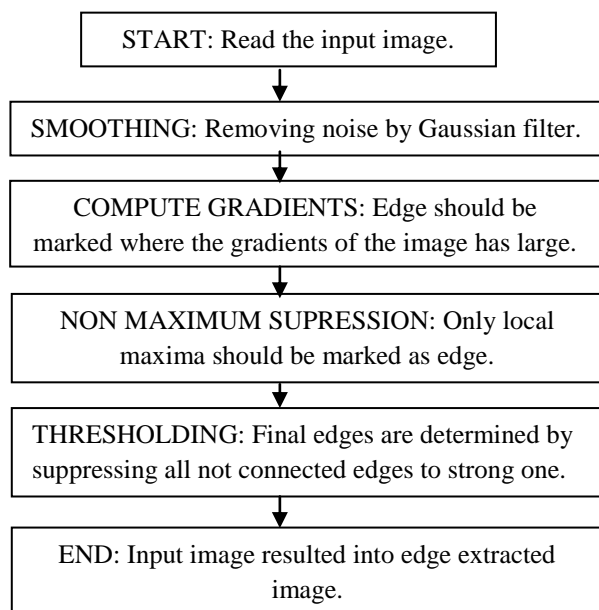 START: Read the input image.
SMOOTHING: Removing noise by Gaussian filter.
COMPUTE GRADIENTS: Edge should be
marked where the gradients of the image has large.
NON MAXIMUM SUPRESSION: Only local
maxima should be marked as edge.
THRESHOLDING: Final edges are determined by
suppressing all not connected edges to strong one.
END: Input image resulted into edge extracted
image.